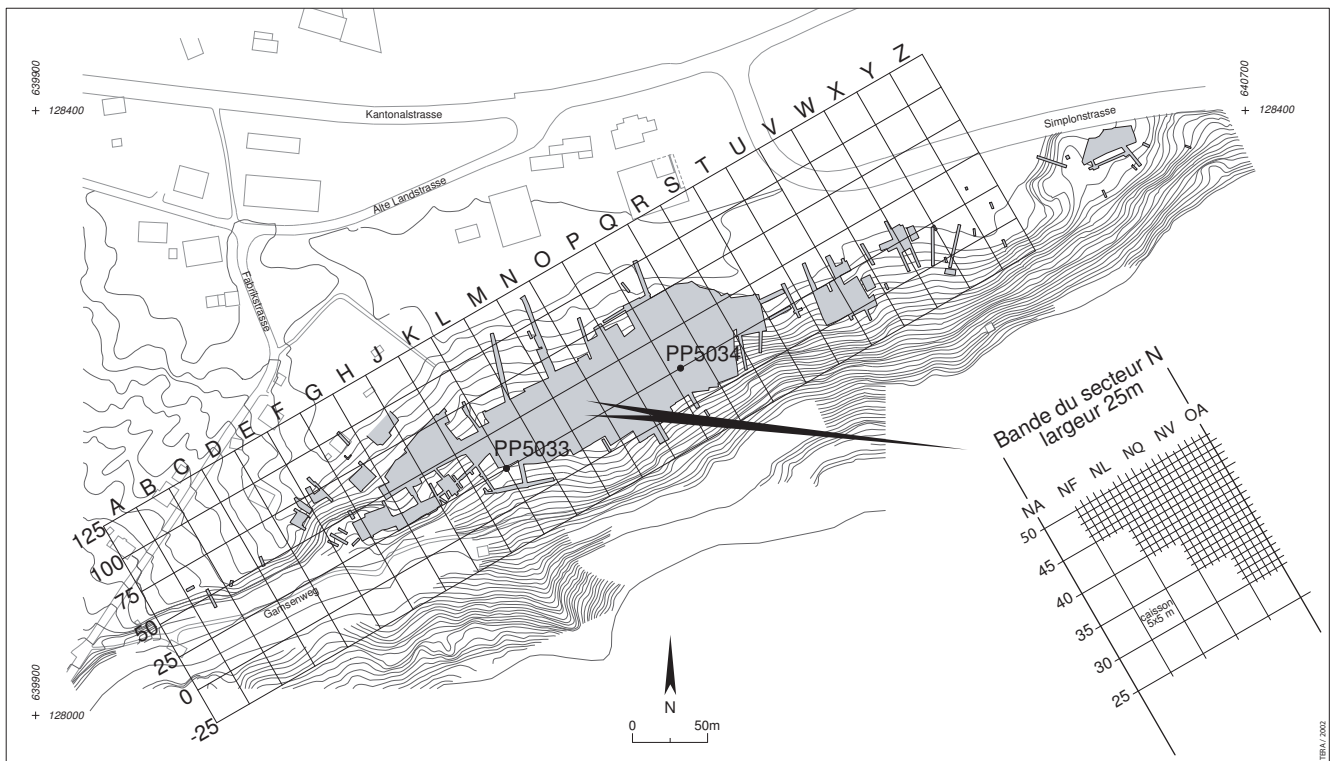 639900
+ 128400
640700
+ 128400
Kantonalstrasse
Simplonstrasse
Alte Landstrasse
Fabrikstrasse
Gamsenweg
A B C D E F G H J K L M N O P Q R S T U V W X Y Z
125
100
75
50
25
0
-25
PP5034
PP5033
Bande du secteur N
largeur 25m
NA NF NL NQ NV OA
50
45
40
35
30
25
caisson
5x5 m
639900
+ 128000
N
0 50m
TERA / 2002